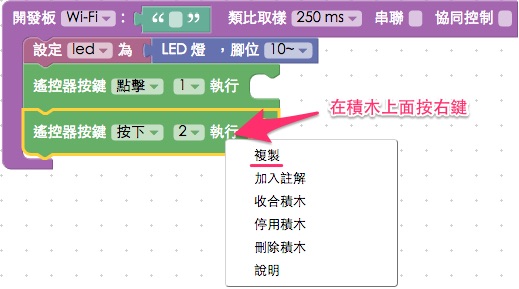 開發板 Wi-Fi ： “ ” 類比取樣 250 ms 串聯 協同控制
設定 led 為 LED 燈 ，腳位 10~
遙控器按鍵 點擊 1 執行
在積木上面按右鍵
遙控器按鍵 按下 2 執行
複製
加入註解
收合積木
停用積木
刪除積木
說明